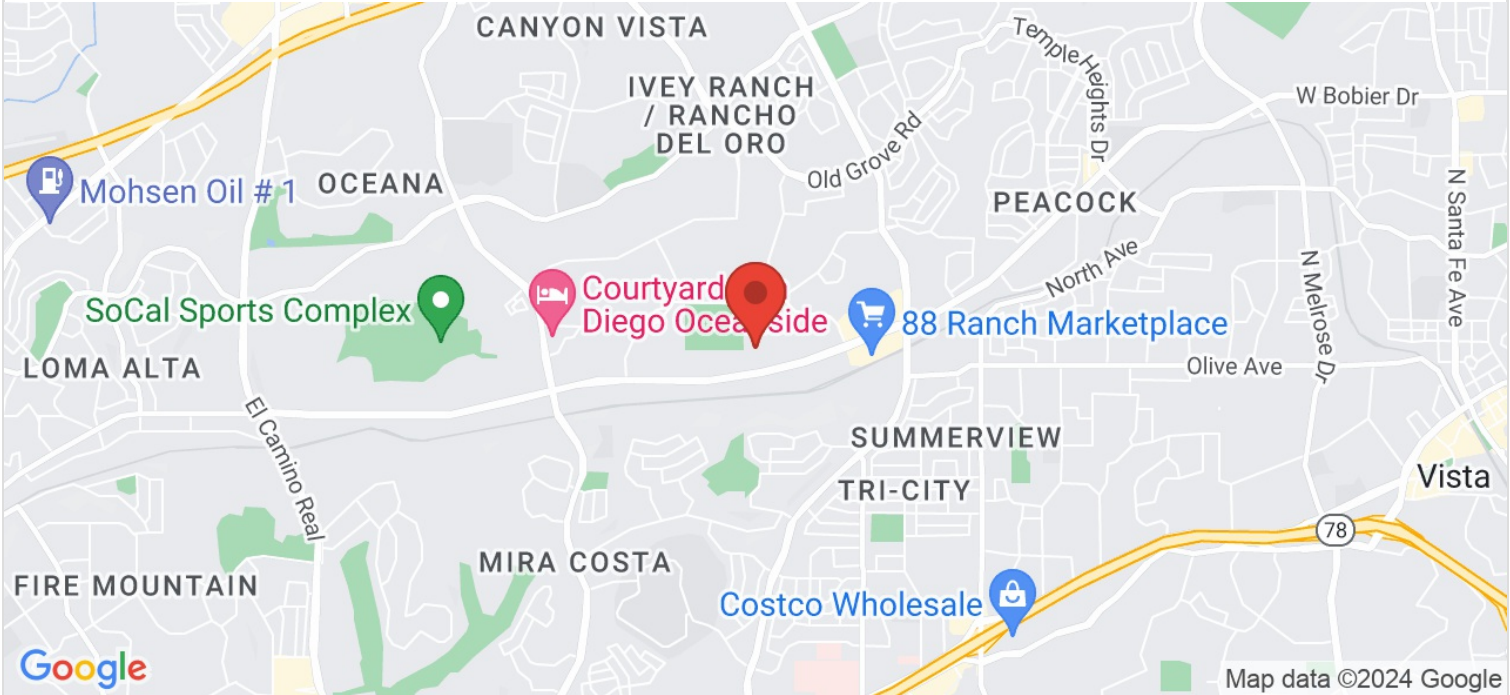 CANYON VISTA
Temple Heights Dr
IVEY RANCH
/ RANCHO
DEL ORO
W Bobier Dr
Old Grove Rd
Mohsen Oil # 1
OCEANA
PEACOCK
N Santa Fe Ave
North Ave
N Melrose Dr
SoCal Sports Complex
Courtyard
Diego Oceanside
88 Ranch Marketplace
LOMA ALTA
Olive Ave
El Camino Real
SUMMERVIEW
Vista
TRI-CITY
78
MIRA COSTA
FIRE MOUNTAIN
Costco Wholesale
Google
Map data ©2024 Google